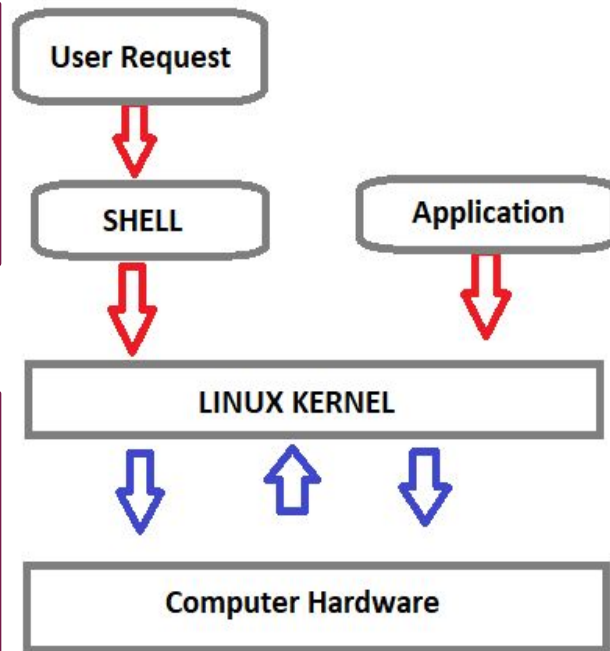 User Request
SHELL
Application
LINUX KERNEL
Computer Hardware